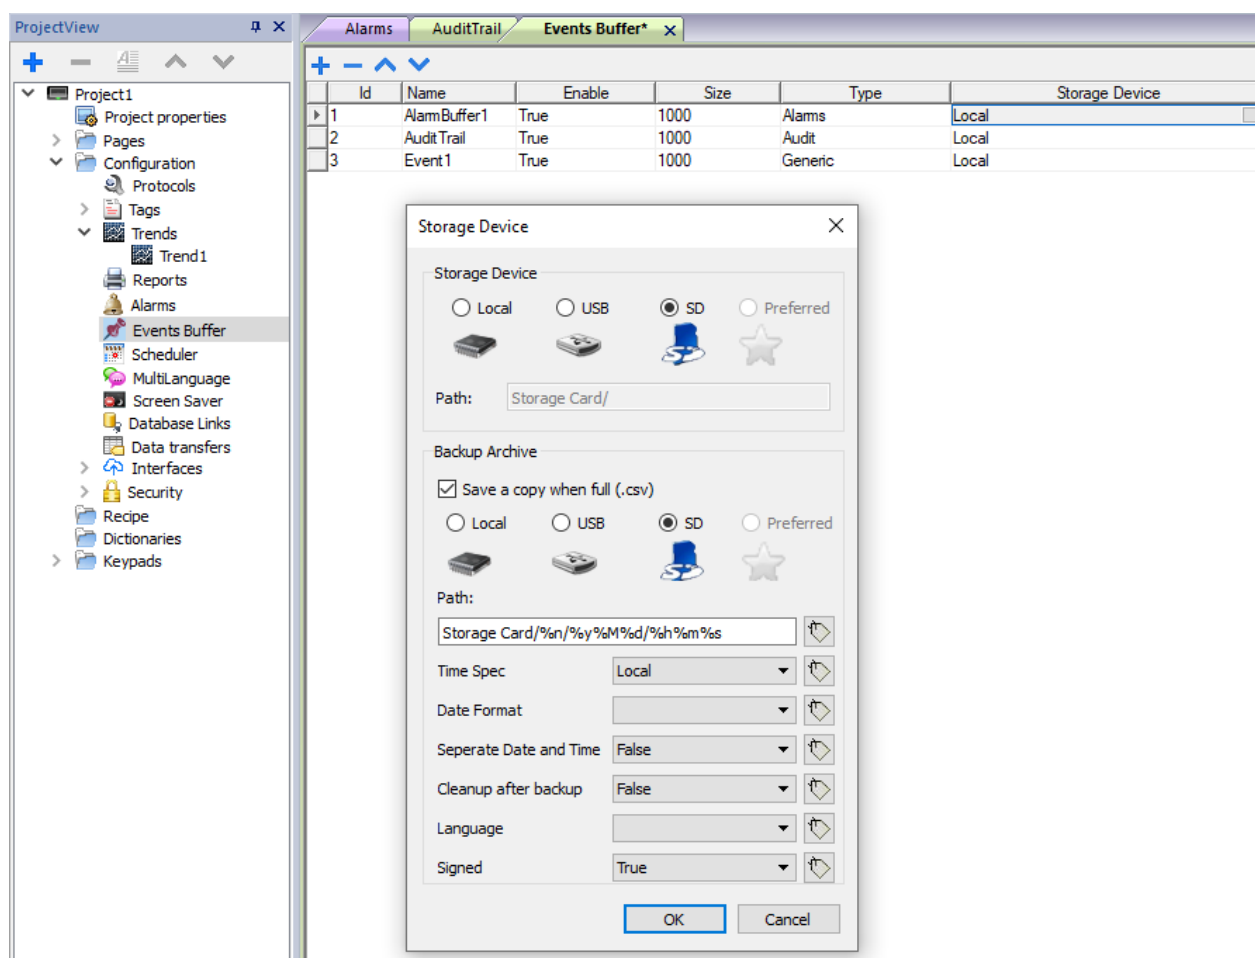 ProjectView
Alarms AuditTrail Events Buffer*
Id Name Enable Size Type Storage Device
1 AlarmBuffer1 True 1000 Alarms Local
2 AuditTrail True 1000 Audit Local
3 Event1 True 1000 Generic Local
Project1
Project properties
Pages
Configuration
Protocols
Tags
Trends
Trend1
Reports
Alarms
Events Buffer
Scheduler
MultiLanguage
Screen Saver
Database Links
Data transfers
Interfaces
Security
Recipe
Dictionaries
Keypads
Storage Device
Storage Device
Local USB SD Preferred
Path: Storage Card/
Backup Archive
Save a copy when full (.csv)
Local USB SD Preferred
Path:
Storage Card/%n/%y%M%d/%h%m%s
Time Spec Local
Date Format
Seperate Date and Time False
Cleanup after backup False
Language
Signed True
OK Cancel